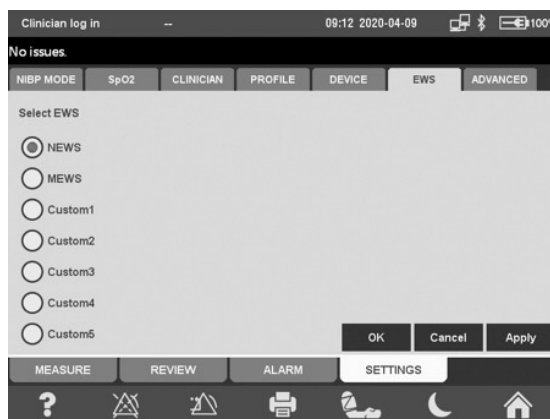 Clinician log in -- 09:12 2020-04-09 100%
No issues.
NIBP MODE SpO2 CLINICIAN PROFILE DEVICE EWS ADVANCED
Select EWS
NEWS
MEWS
Custom1
Custom2
Custom3
Custom4
Custom5
OK Cancel Apply
MEASURE REVIEW ALARM SETTINGS
?